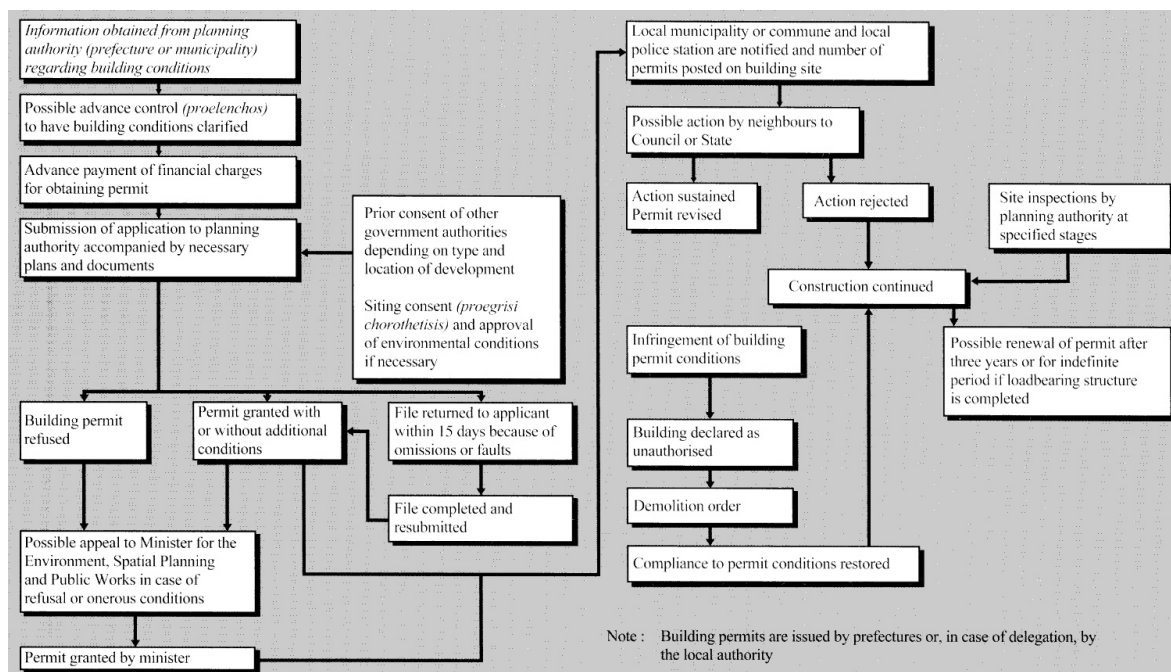 Information obtained from planning
authority (prefecture or municipality)
regarding building conditions
Possible advance control (proelenchos)
to have building conditions clarified
Advance payment of financial charges
for obtaining permit
Submission of application to planning
authority accompanied by necessary
plans and documents
Prior consent of other
government authorities
depending on type and
location of development
Siting consent (proegrisi
chorothetisis) and approval
of environmental conditions
if necessary
Building permit
refused
Permit granted with
or without additional
conditions
File returned to applicant
within 15 days because of
omissions or faults
File completed and
resubmitted
Possible appeal to Minister for the
Environment, Spatial Planning
and Public Works in case of
refusal or onerous conditions
Permit granted by minister
Local municipality or commune and local
police station are notified and number of
permits posted on building site
Possible action by neighbours to
Council or State
Action sustained
Permit revised
Action rejected
Site inspections by
planning authority at
specified stages
Construction continued
Infringement of building
permit conditions
Possible renewal of permit after
three years or for indefinite
period if loadbearing structure
is completed
Building declared as
unauthorised
Demolition order
Compliance to permit conditions restored
Note : Building permits are issued by prefectures or, in case of delegation, by
the local authority